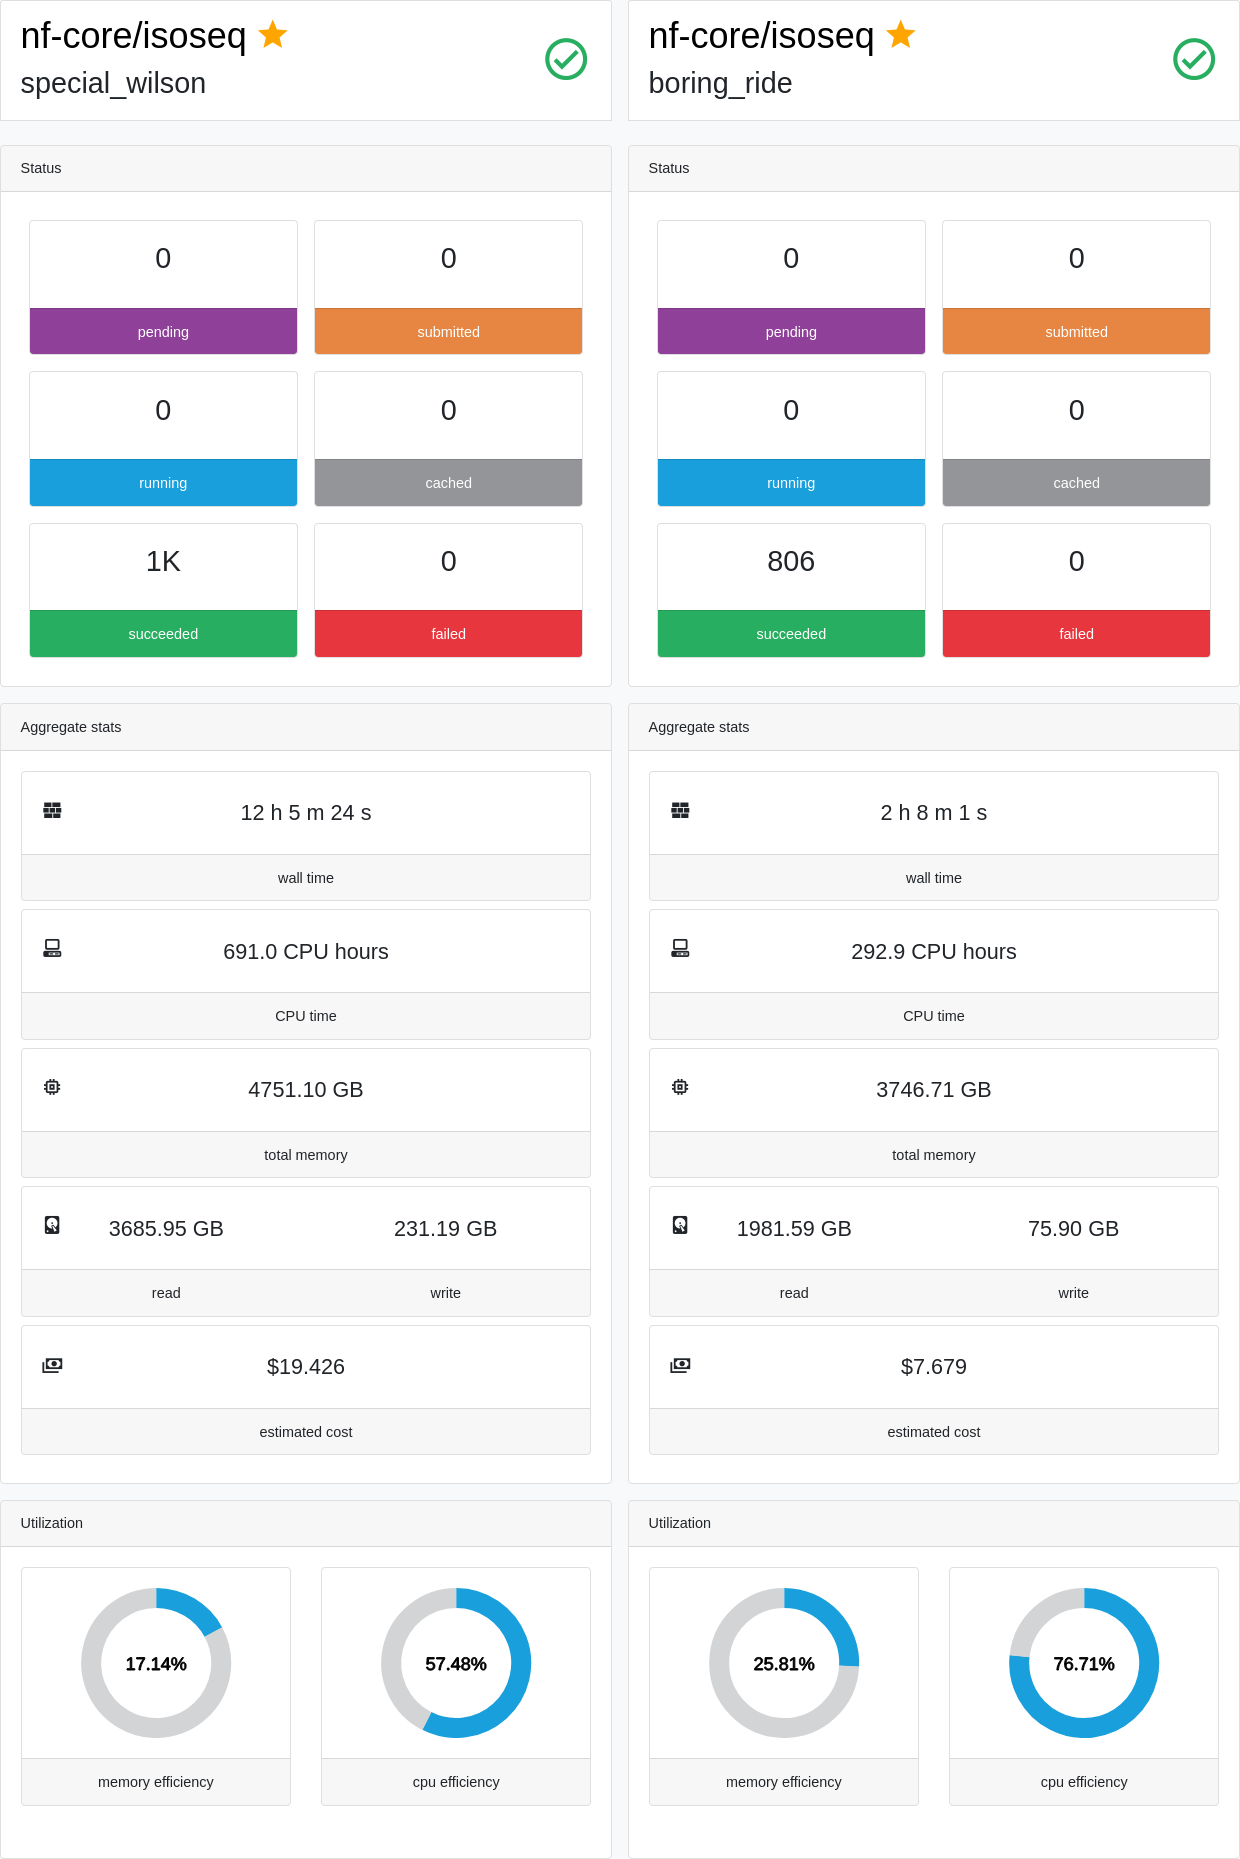 nf-core/isoseq
special_wilson
Status
0
0
pending
submitted
0
0
running
cached
1K
0
succeeded
failed
Aggregate stats
12 h 5 m 24 s
wall time
691.0 CPU hours
CPU time
4751.10 GB
total memory
3685.95 GB
231.19 GB
read
write
$19.426
estimated cost
Utilization
17.14%
57.48%
memory efficiency
cpu efficiency
nf-core/isoseq
boring_ride
Status
0
0
pending
submitted
0
0
running
cached
806
0
succeeded
failed
Aggregate stats
2 h 8 m 1 s
wall time
292.9 CPU hours
CPU time
3746.71 GB
total memory
1981.59 GB
75.90 GB
read
write
$7.679
estimated cost
Utilization
25.81%
76.71%
memory efficiency
cpu efficiency